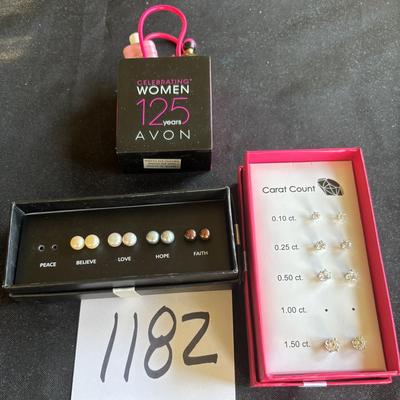 CELEBRATING
WOMEN
125
years
AVON
Carat Count
0.10 ct.
0.25 ct.
0.50 ct.
1.00 ct.
1.50 ct.
PEACE BELIEVE LOVE HOPE FAITH
1182